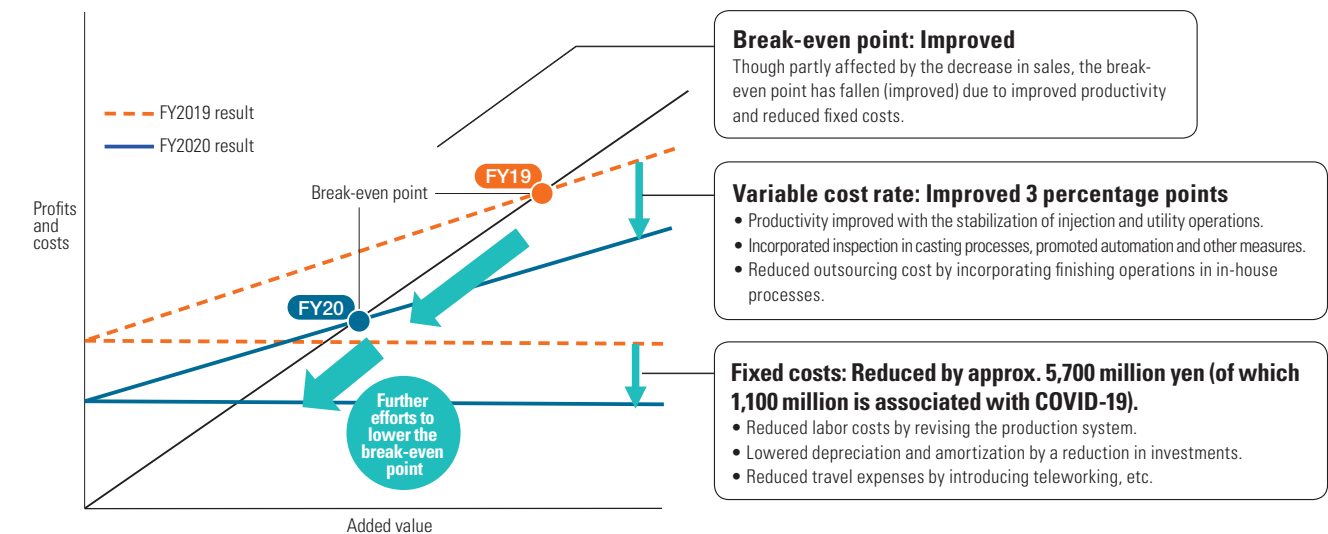 FY2019 result
FY2020 result
Profits
and
costs
Break-even point
FY19
FY20
Further
efforts to
lower the
break-even
point
Added value
Break-even point: Improved
Though partly affected by the decrease in sales, the break-
even point has fallen (improved) due to improved productivity
and reduced fixed costs.
Variable cost rate: Improved 3 percentage points
• Productivity improved with the stabilization of injection and utility operations.
• Incorporated inspection in casting processes, promoted automation and other measures.
• Reduced outsourcing cost by incorporating finishing operations in in-house
processes.
Fixed costs: Reduced by approx. 5,700 million yen (of which
1,100 million is associated with COVID-19).
• Reduced labor costs by revising the production system.
• Lowered depreciation and amortization by a reduction in investments.
• Reduced travel expenses by introducing teleworking, etc.